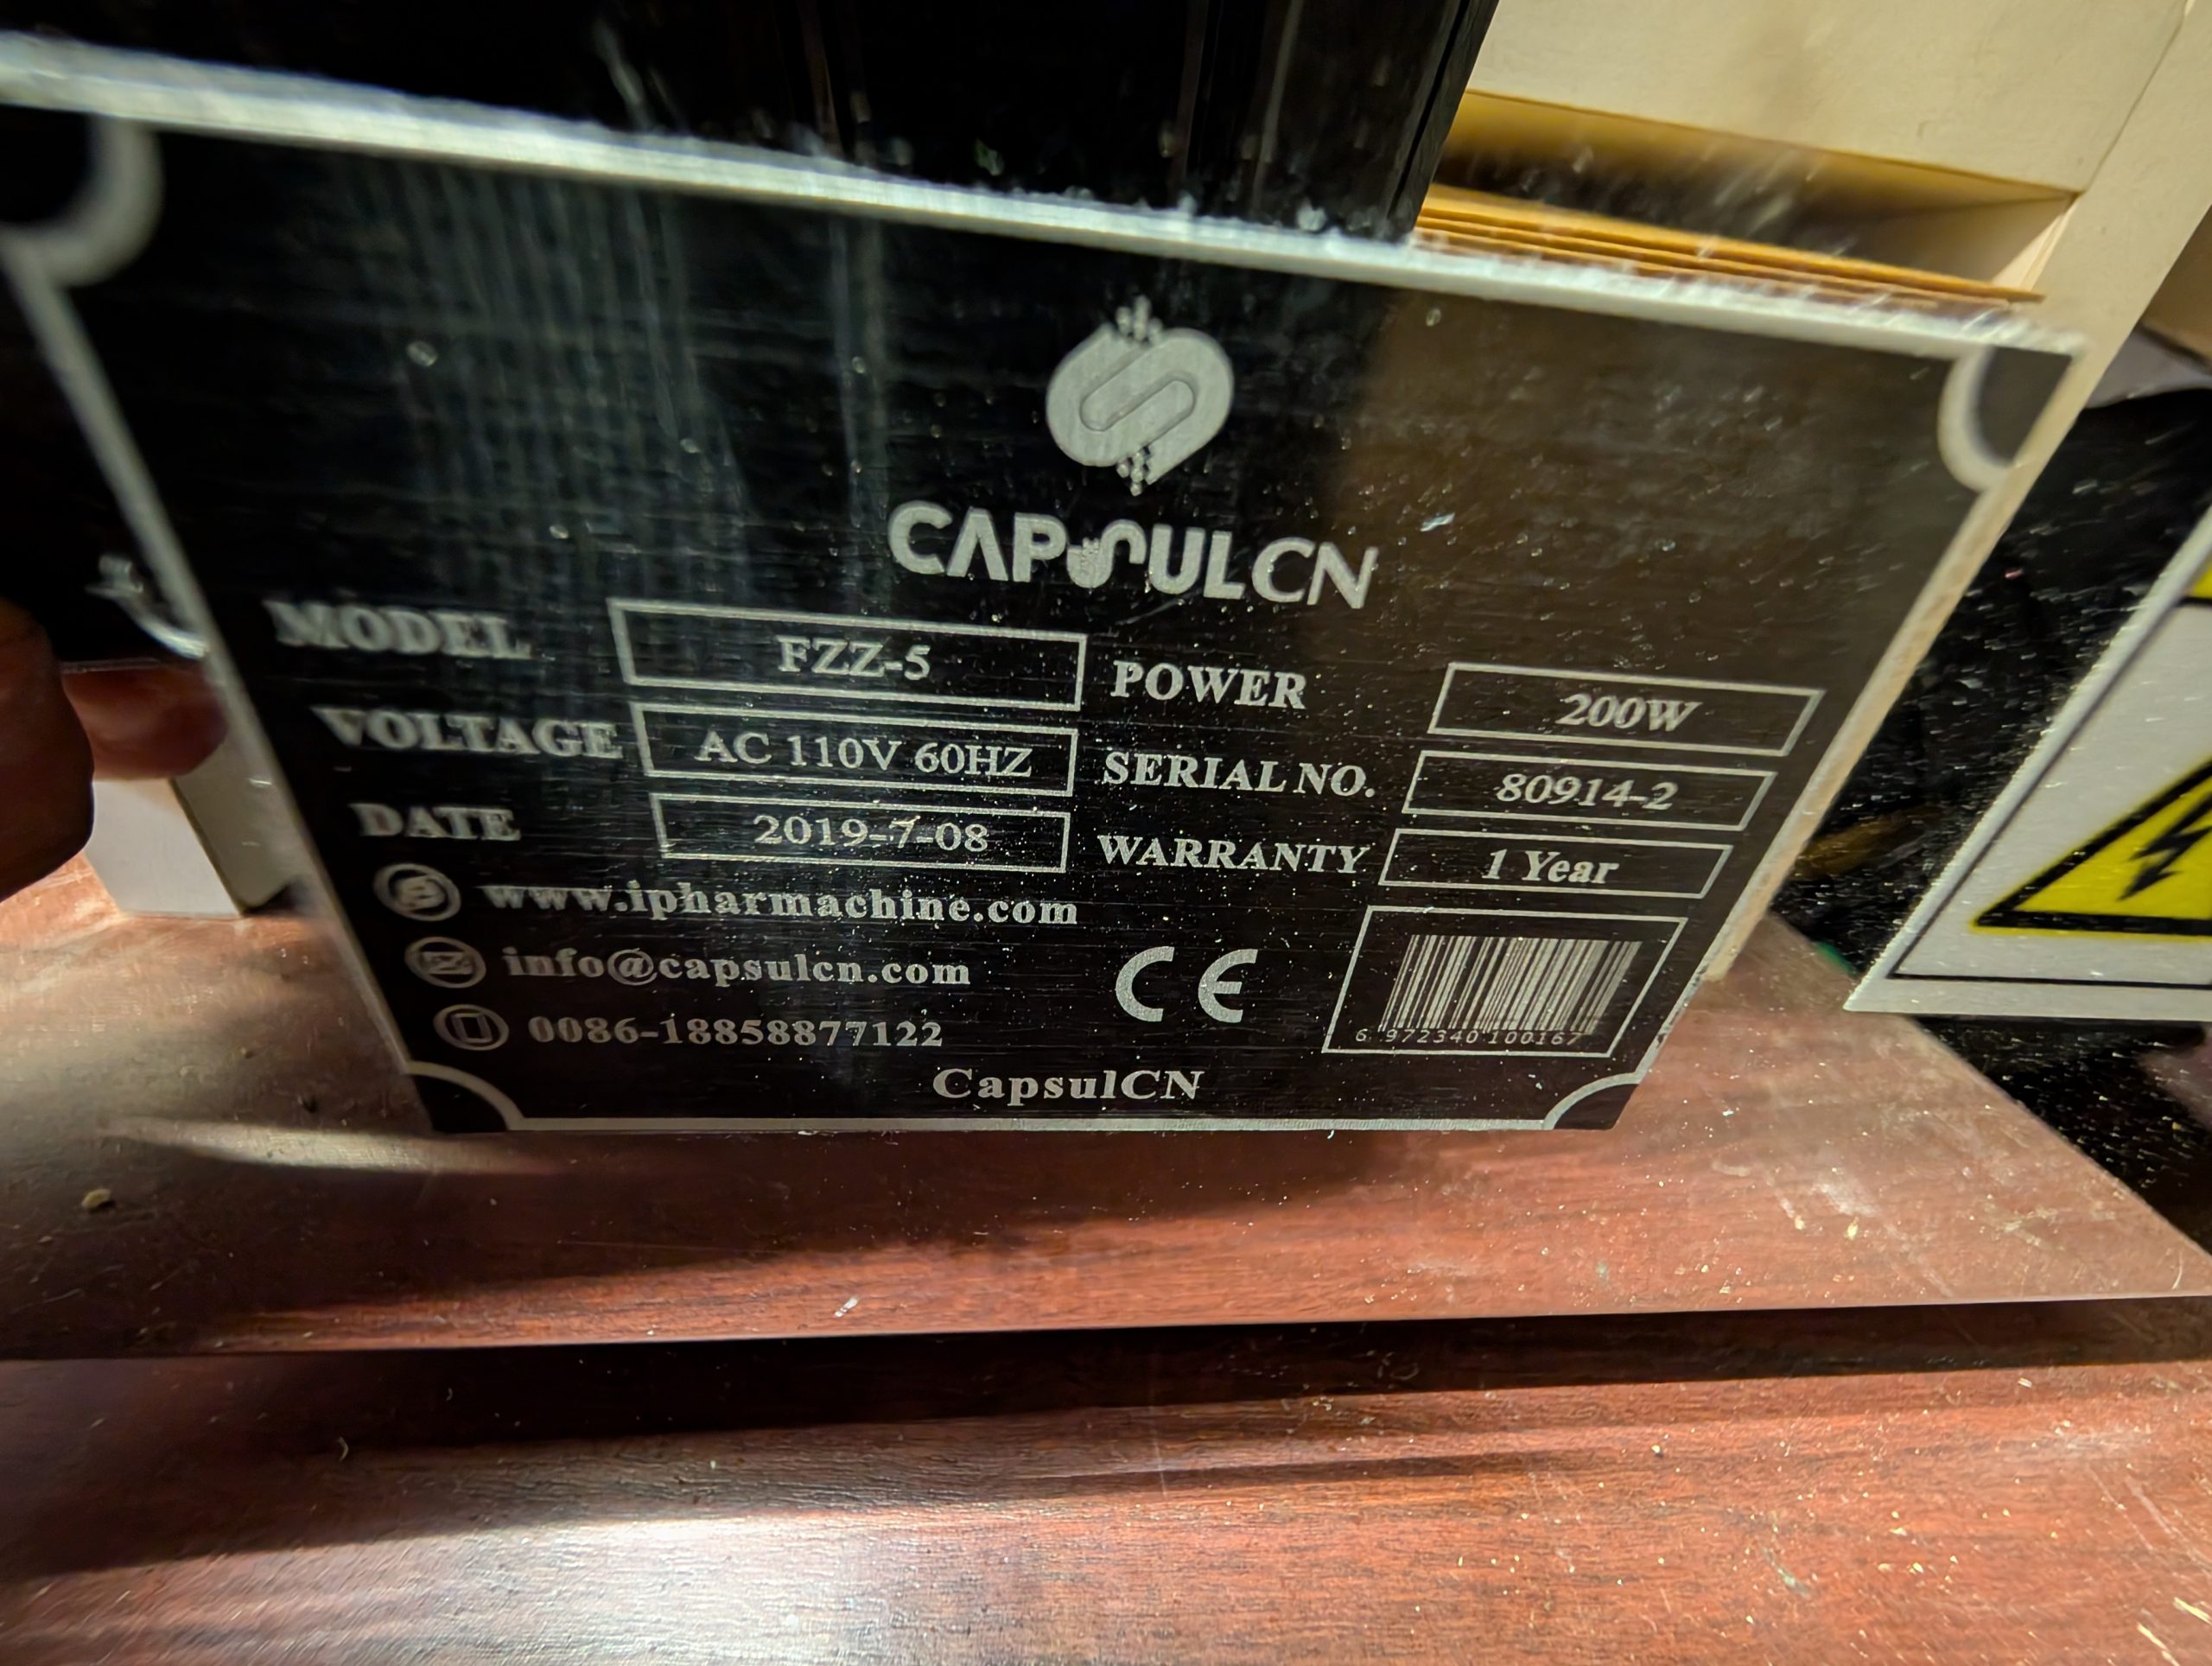 CAPSULCN
MODEL FZZ-5 POWER 200W
VOLTAGE AC 110V 60HZ SERIAL NO. 80914-2
DATE 2019-7-08 WARRANTY 1 Year
www.ipharmachine.com
info@capsulcn.com
CE
0086-18858877122
6 972340 100167
CapsulCN